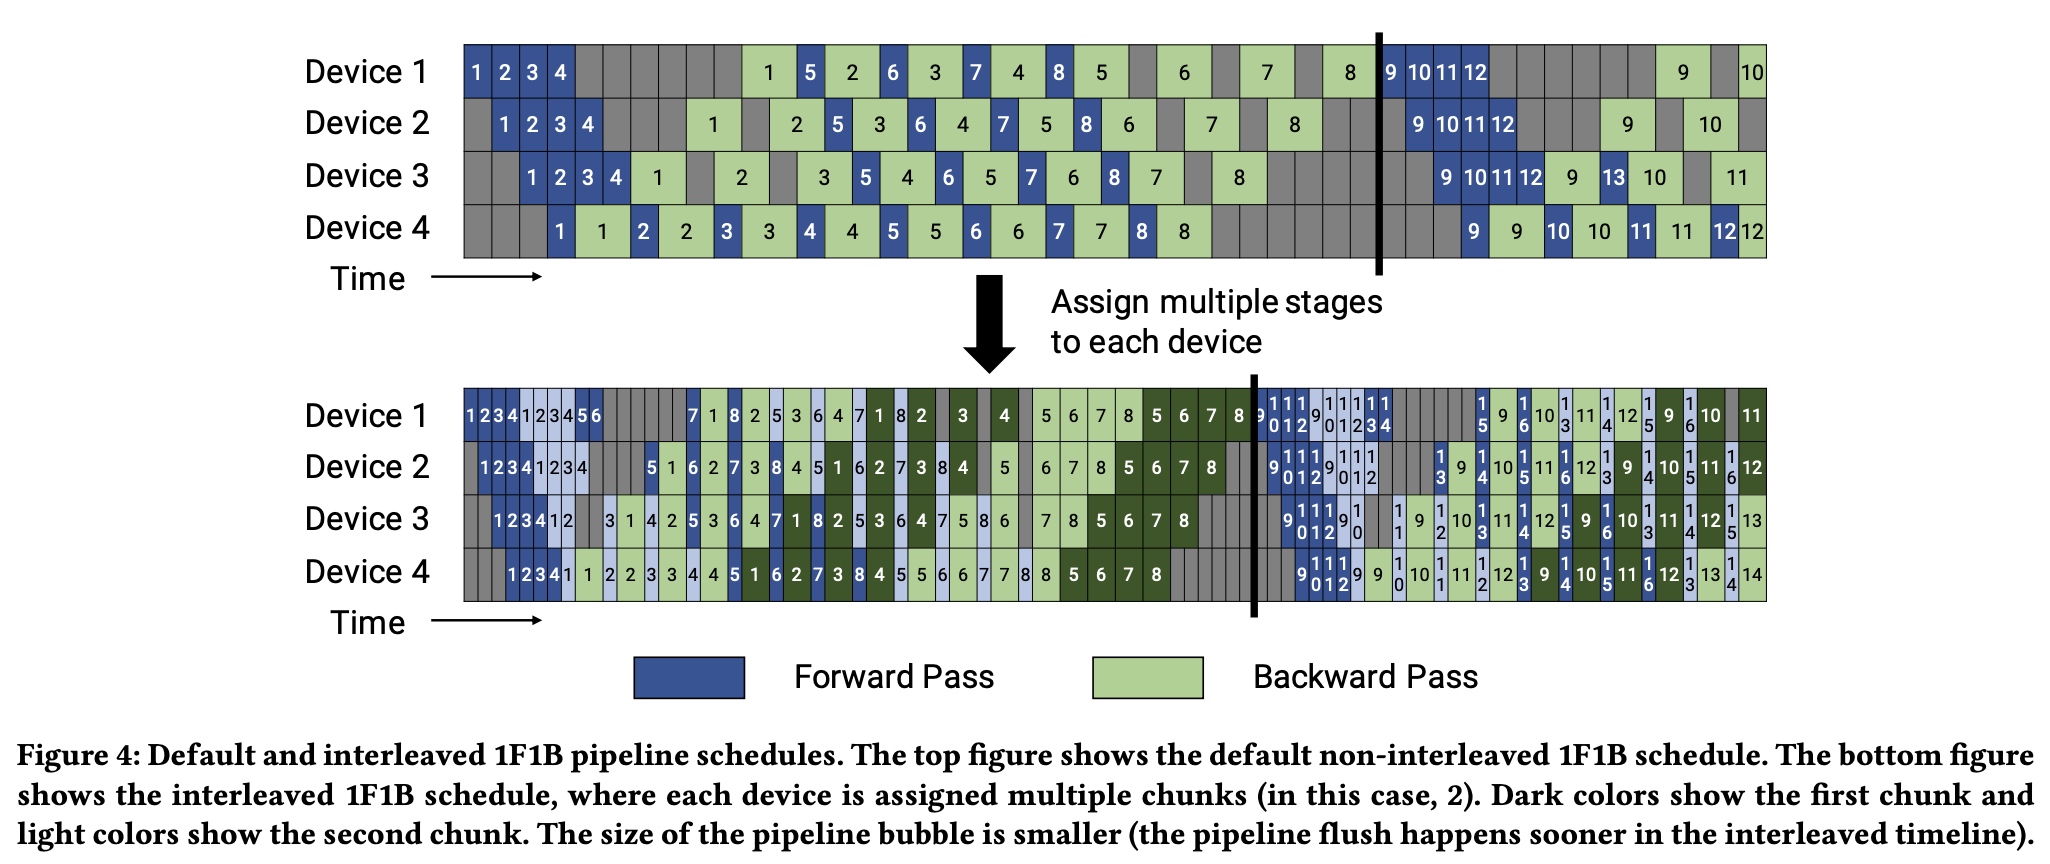 Device 1 1 2 3 4 1 5 2 6 3 7 4 8 5 6 7 8 9 10 11 12 9 10
Device 2 1 2 3 4 1 2 5 3 6 4 7 5 8 6 7 8 9 10 11 12 9 10
Device 3 1 2 3 4 1 2 3 5 4 6 5 7 6 8 7 8 9 10 11 12 9 13 10 11
Device 4 1 1 2 2 3 3 4 4 5 5 6 6 7 7 8 8 9 9 10 10 11 11 12 12
Time
Assign multiple stages
to each device
Device 1 1 2 3 4 1 2 3 4 5 6 7 1 8 2 5 3 6 4 7 1 8 2 3 4 5 6 7 8 5 6 7 8 9 10 11 12 9 10 11 12 13 14 15 9 16 10 13 11 14 12 15 9 16 10 11
Device 2 1 2 3 4 1 2 3 4 5 1 6 2 7 3 8 4 5 1 6 2 7 3 8 4 5 6 7 8 5 6 7 8 9 10 11 12 9 10 11 12 13 9 14 10 15 11 16 12 13 9 14 10 15 11 16 12
Device 3 1 2 3 4 1 2 3 1 4 2 5 3 6 4 7 1 8 2 5 3 6 4 7 5 8 6 7 8 5 6 7 8 9 10 11 12 9 10 11 9 12 10 13 11 14 12 15 9 16 10 13 11 14 12 15 13
Device 4 1 2 3 4 1 1 2 2 3 3 4 4 5 1 6 2 7 3 8 4 5 5 6 6 7 7 8 8 5 6 7 8 9 10 11 12 9 9 10 10 11 11 12 12 13 9 14 10 15 11 16 12 13 13 14 14
Time
Forward Pass Backward Pass
Figure 4: Default and interleaved 1F1B pipeline schedules. The top figure shows the default non-interleaved 1F1B schedule. The bottom figure
shows the interleaved 1F1B schedule, where each device is assigned multiple chunks (in this case, 2). Dark colors show the first chunk and
light colors show the second chunk. The size of the pipeline bubble is smaller (the pipeline flush happens sooner in the interleaved timeline).